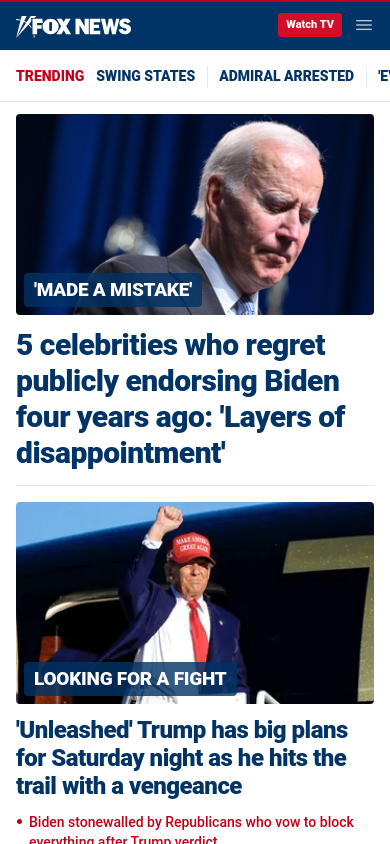 FOX NEWS
Watch TV
TRENDING SWING STATES ADMIRAL ARRESTED
'MADE A MISTAKE'
5 celebrities who regret
publicly endorsing Biden
four years ago: 'Layers of
disappointment'
MAKE AMERICA
GREAT AGAIN
LOOKING FOR A FIGHT
'Unleashed' Trump has big plans
for Saturday night as he hits the
trail with a vengeance
• Biden stonewalled by Republicans who vow to block
everything after Trump verdict